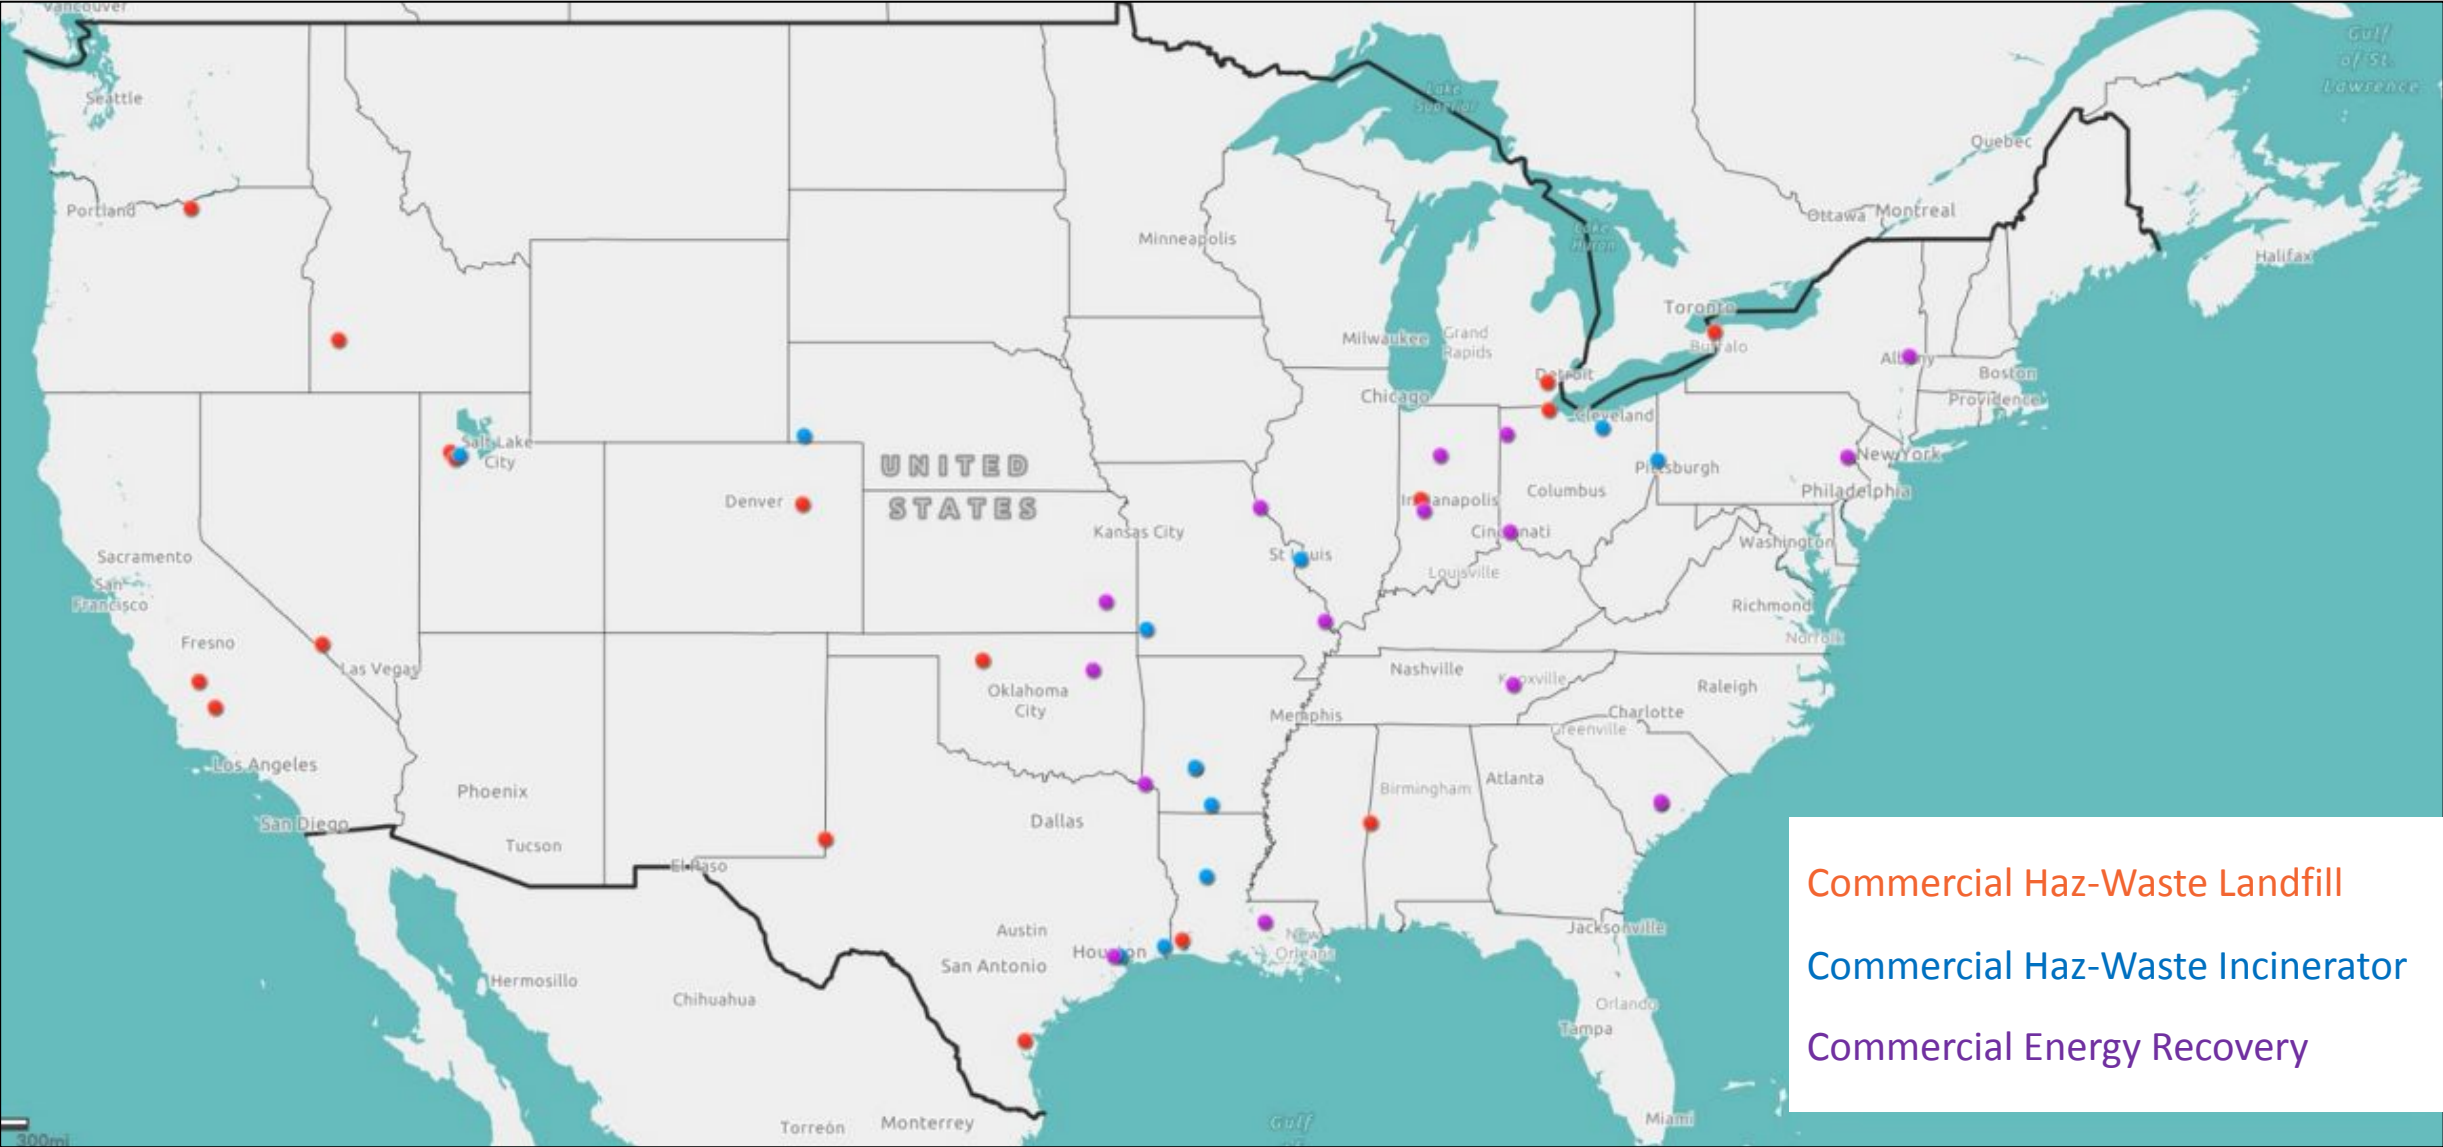 Vancouver
Seattle
Portland
Minneapolis
Lake
Superior
Lake
Huron
Gulf
of St.
Lawrence
Quebec
Ottawa
Montreal
Halifax
Toronto
Buffalo
Milwaukee
Grand
Rapids
Detroit
Chicago
Cleveland
Albany
Boston
Providence
Salt Lake
City
UNITED
STATES
Denver
Kansas City
St Louis
Indianapolis
Columbus
Cincinnati
Louisville
Pittsburgh
New York
Philadelphia
Washington
Richmond
Norfolk
Sacramento
San
Francisco
Fresno
Las Vegas
Los Angeles
San Diego
Phoenix
Tucson
El Paso
Oklahoma
City
Dallas
Austin
San Antonio
Houston
Memphis
Nashville
Knoxville
Charlotte
Greenville
Raleigh
Birmingham
Atlanta
New
Orleans
Jacksonville
Orlando
Tampa
Miami
Hermosillo
Chihuahua
Torreón
Monterrey
Gulf
300mi
Commercial Haz-Waste Landfill
Commercial Haz-Waste Incinerator
Commercial Energy Recovery